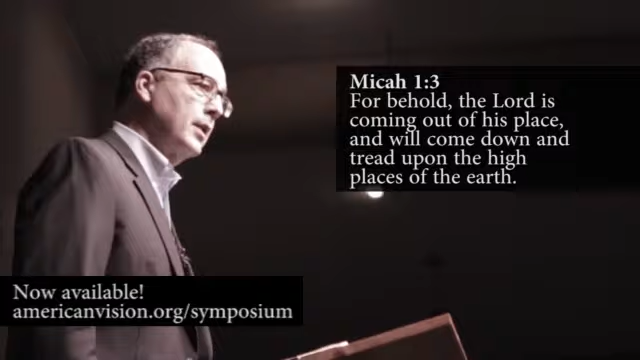 Micah 1:3
For behold, the Lord is
coming out of his place,
and will come down and
tread upon the high
places of the earth.
Now available!
americanvision.org/symposium